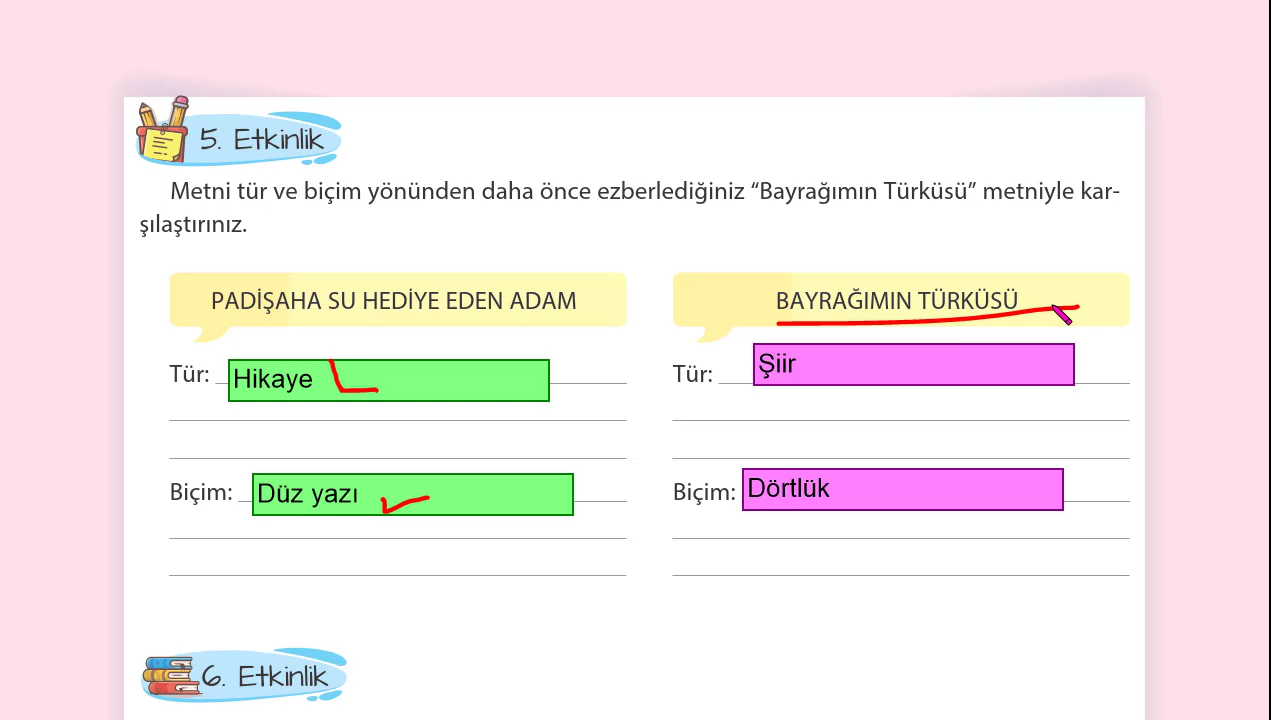 5. Etkinlik
Metni tür ve biçim yönünden daha önce ezberlediğiniz “Bayrağımın Türküsü” metniyle kar-
şılaştırınız.
PADİŞAHA SU HEDİYE EDEN ADAM
Tür: Hikaye
Biçim: Düz yazı
BAYRAĞIMIN TÜRKÜSÜ
Tür: Şiir
Biçim: Dörtlük
6. Etkinlik